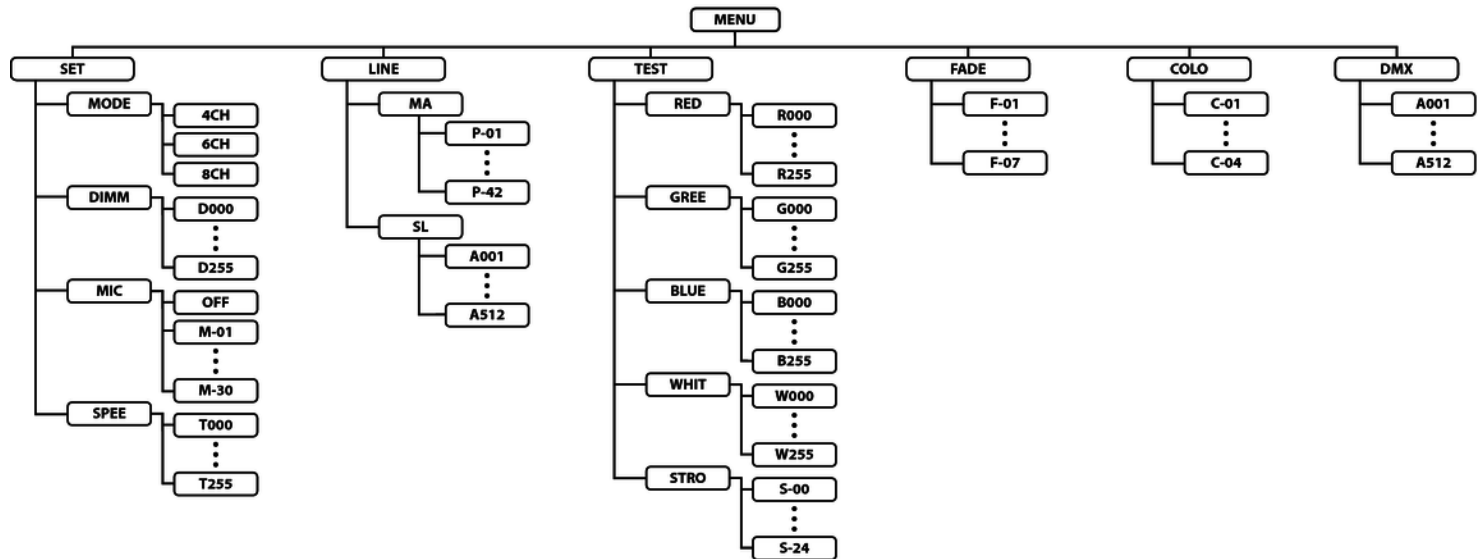 MENU
SET
MODE
4CH
6CH
8CH
DIMM
D000
D255
MIC
OFF
M-01
M-30
SPEE
T000
T255
LINE
MA
P-01
P-42
SL
A001
A512
TEST
RED
R000
R255
GREE
G000
G255
BLUE
B000
B255
WHIT
W000
W255
STRO
S-00
S-24
FADE
F-01
F-07
COLO
C-01
C-04
DMX
A001
A512